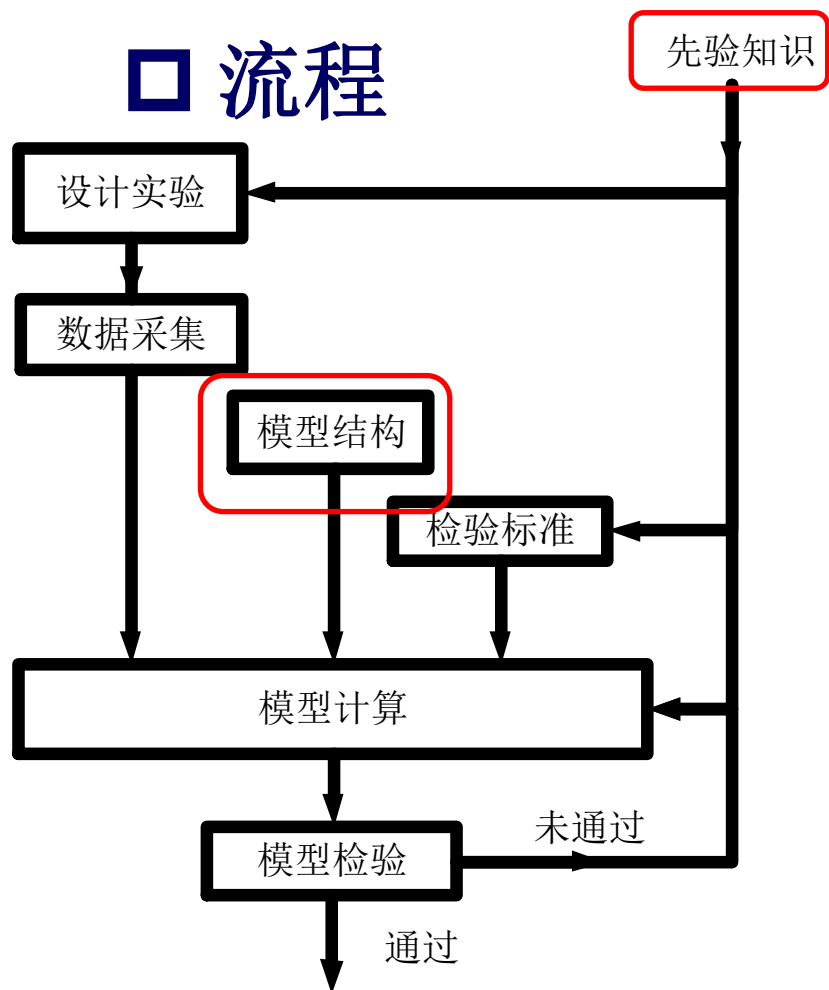 流程
先验知识
设计实验
数据采集
模型结构
检验标准
模型计算
未通过
模型检验
通过